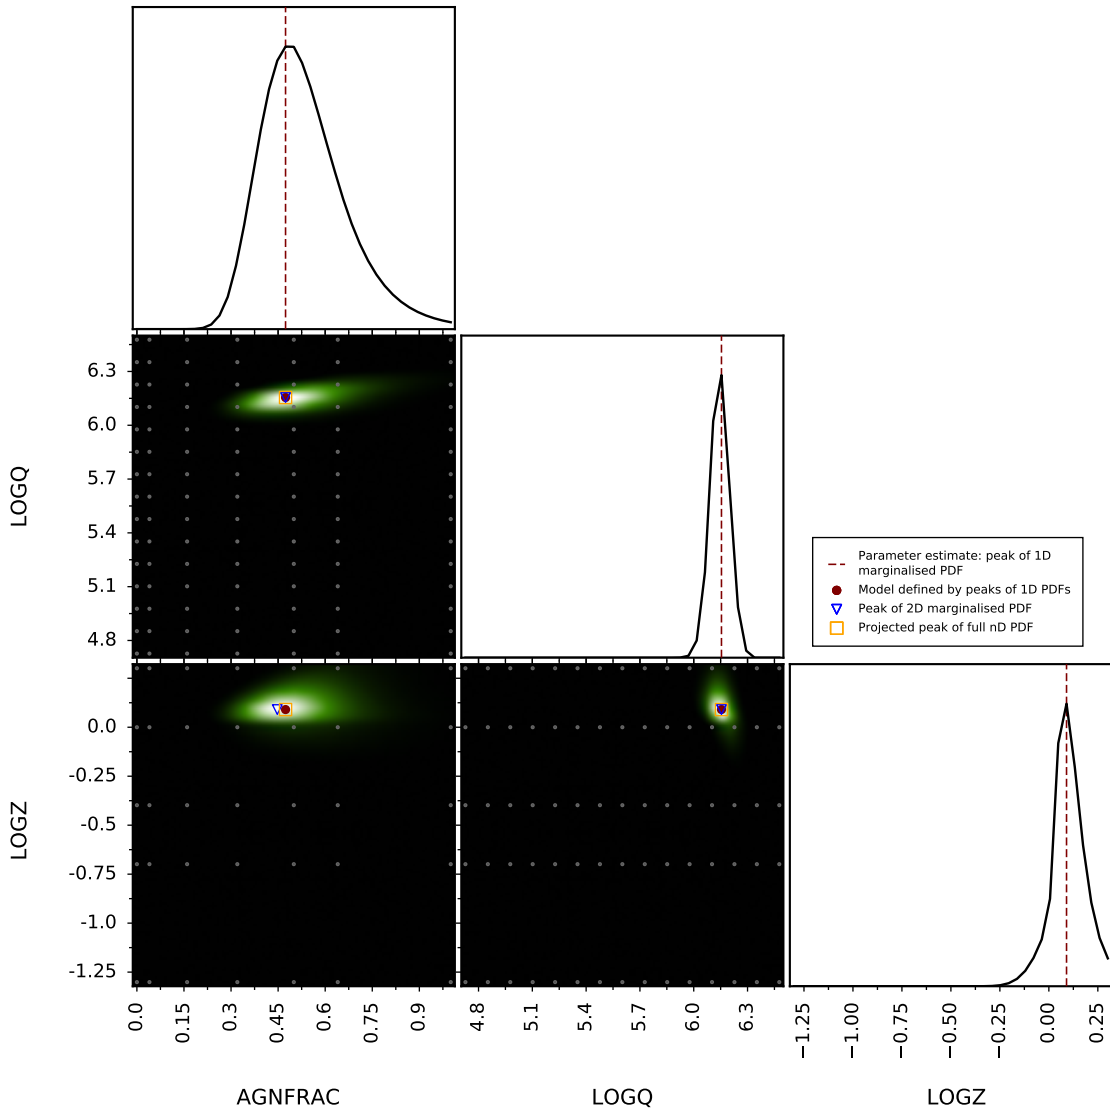 6.3
6.0
5.7
5.4
5.1
4.8
LOGQ
Parameter estimate: peak of 1D
marginalised PDF
Model defined by peaks of 1D PDFs
Peak of 2D marginalised PDF
Projected peak of full nD PDF
0.0
-0.25
-0.5
-0.75
-1.0
-1.25
LOGZ
0.0 0.15 0.3 0.45 0.6 0.75 0.9
4.8 5.1 5.4 5.7 6.0 6.3
−1.25 −1.00 −0.75 −0.50 −0.25 0.00 0.25
AGNFRAC LOGQ LOGZ